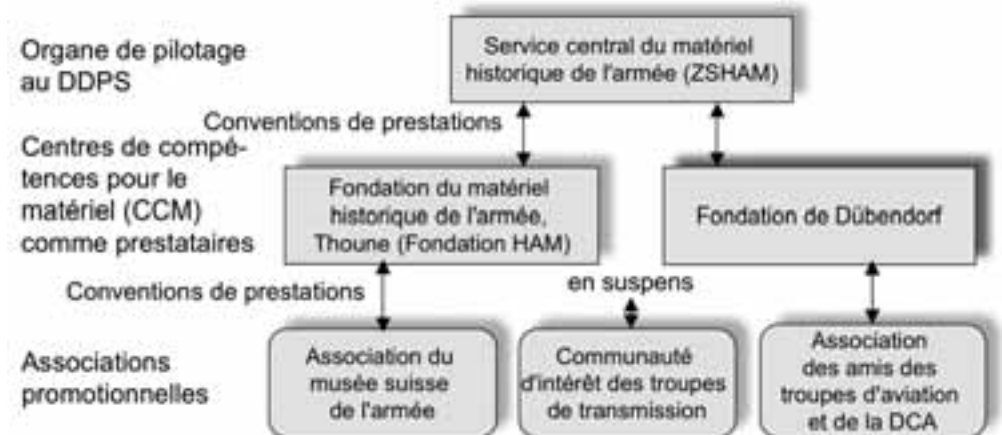 Organe de pilotage
au DDPS
Service central du matériel
historique de l'armée (ZSHAM)
Conventions de prestations
Centres de compé-
tences pour le
matériel (CCM)
comme prestataires
Fondation du matériel
historique de l'armée,
Thoune (Fondation HAM)
Fondation de Dübendorf
Conventions de prestations
en suspens
Associations
promotionnelles
Association du
musée suisse
de l'armée
Communauté
d'intérêt des troupes
de transmission
Association
des amis des
troupes d'aviation
et de la DCA